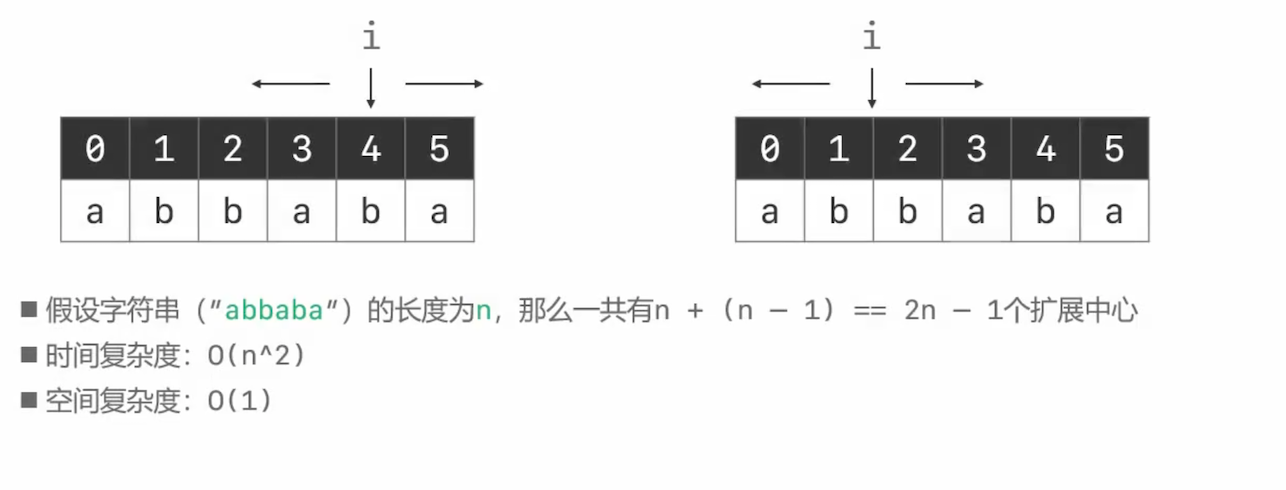 i i
0 1 2 3 4 5 0 1 2 3 4 5
a b b a b a a b b a b a
■ 假设字符串（"abbaba"）的长度为n，那么一共有n + (n − 1) == 2n − 1个扩展中心
■ 时间复杂度：O(n^2)
■ 空间复杂度：O(1)